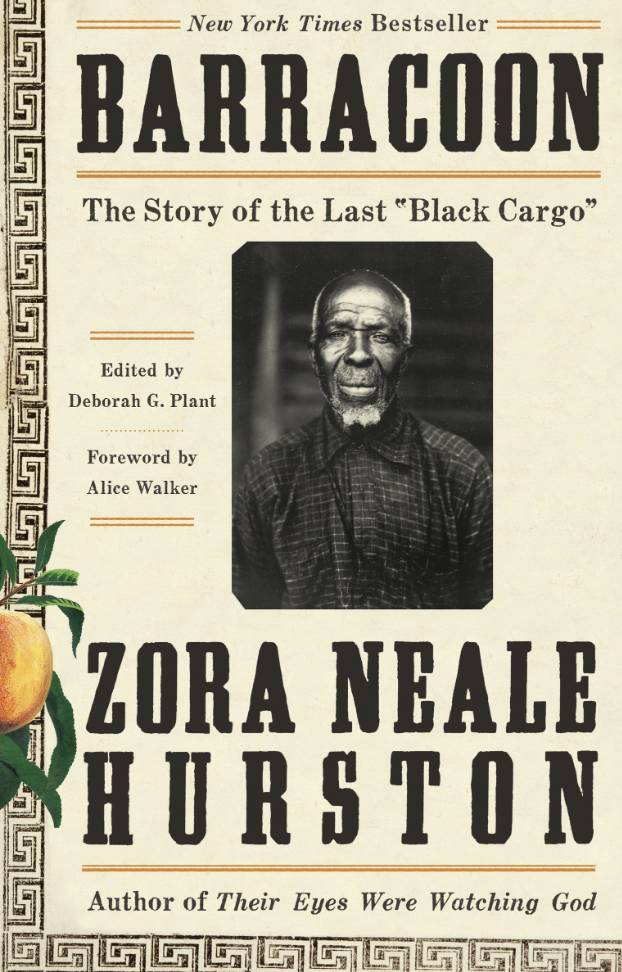 New York Times Bestseller
BARRACOON
The Story of the Last "Black Cargo"
Edited by
Deborah G. Plant
Foreword by
Alice Walker
ZORA NEALE
HURSTON
Author of Their Eyes Were Watching God